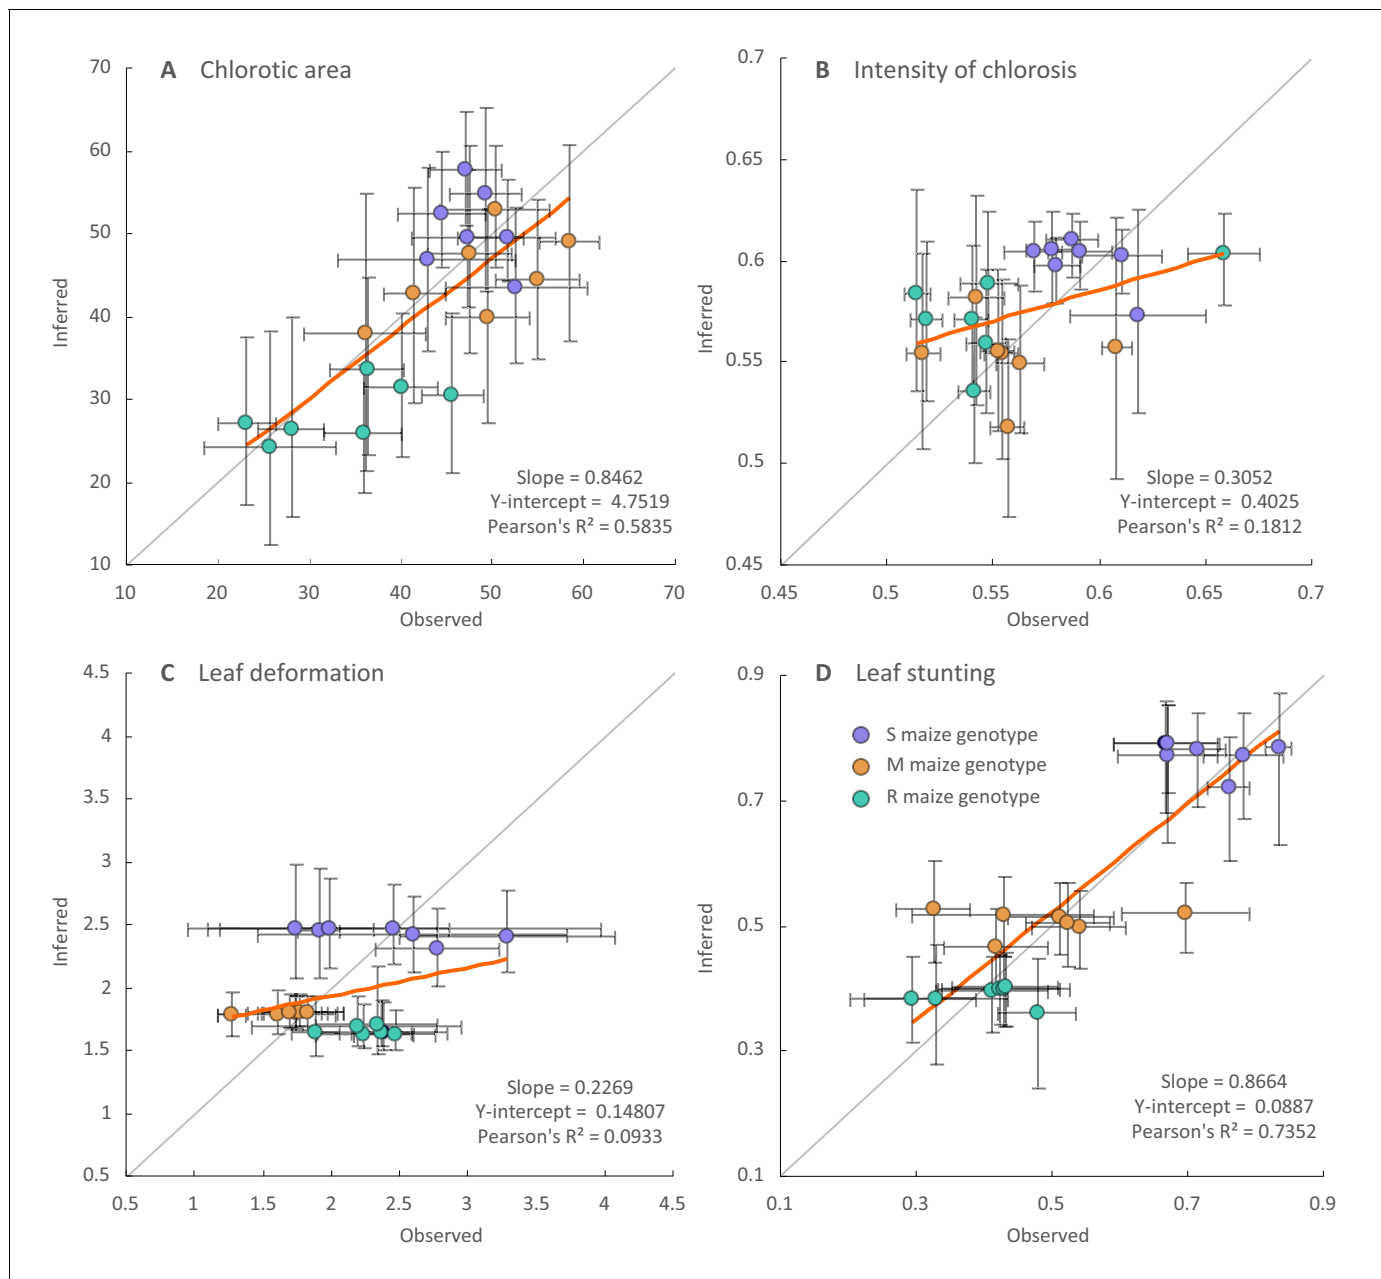 A Chlorotic area
70
60
50
40
30
20
10
Inferred
10 20 30 40 50 60 70
Observed
Slope = 0.8462
Y-intercept = 4.7519
Pearson's R² = 0.5835
B Intensity of chlorosis
0.7
0.65
0.6
0.55
0.5
0.45
Inferred
0.45 0.5 0.55 0.6 0.65 0.7
Observed
Slope = 0.3052
Y-intercept = 0.4025
Pearson's R² = 0.1812
C Leaf deformation
4.5
4
3.5
3
2.5
2
1.5
1
0.5
Inferred
0.5 1 1.5 2 2.5 3 3.5 4 4.5
Observed
Slope = 0.2269
Y-intercept = 0.14807
Pearson's R² = 0.0933
D Leaf stunting
S maize genotype
M maize genotype
R maize genotype
0.9
0.7
0.5
0.3
0.1
Inferred
0.1 0.3 0.5 0.7 0.9
Observed
Slope = 0.8664
Y-intercept = 0.0887
Pearson's R² = 0.7352